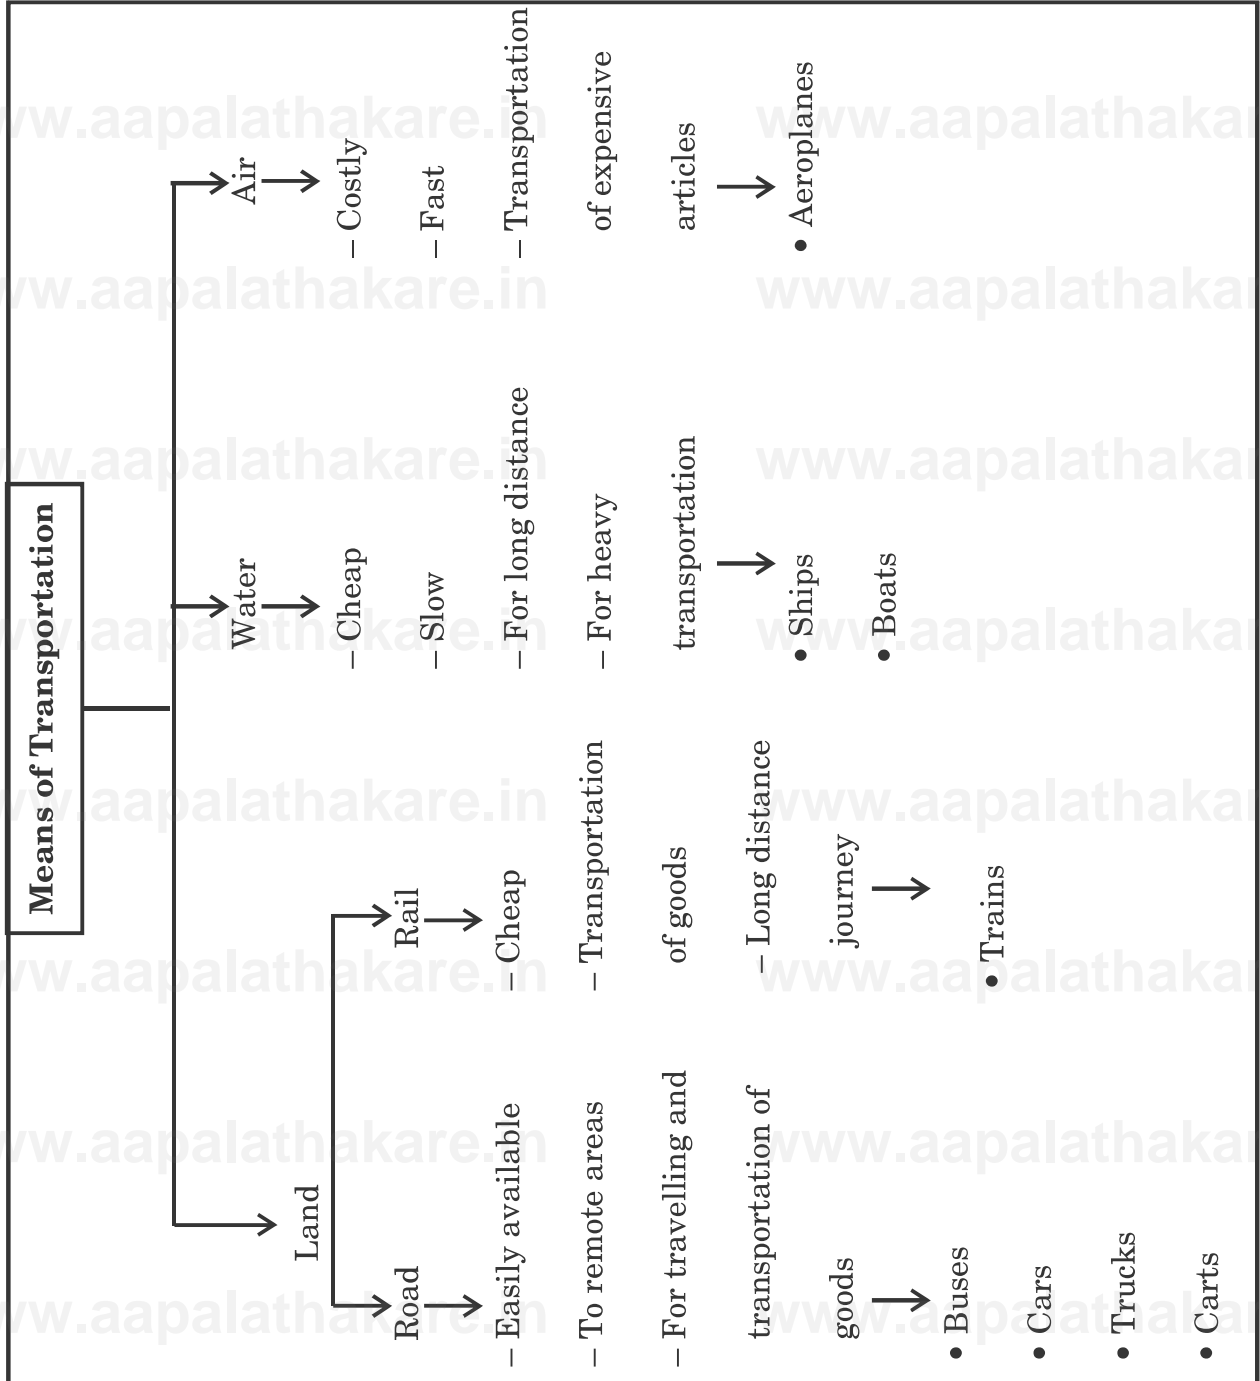 Means of Transportation
Land
Road
– Easily available
– To remote areas
– For travelling and
transportation of
goods
• Buses
• Cars
• Trucks
• Carts
Rail
– Cheap
– Transportation
of goods
– Long distance
journey
• Trains
Water
– Cheap
– Slow
– For long distance
– For heavy
transportation
• Ships
• Boats
Air
– Costly
– Fast
– Transportation
of expensive
articles
• Aeroplanes
www.aapalathakare.in